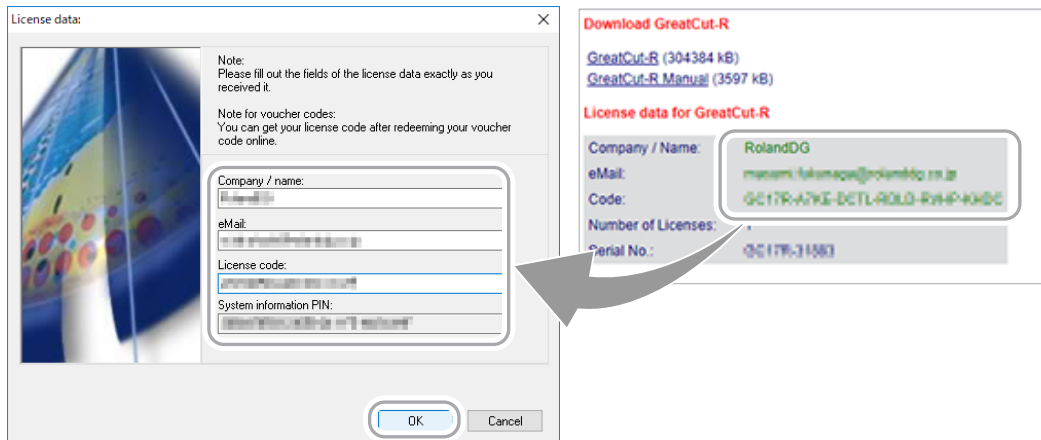 License data:
Note:
Please fill out the fields of the license data exactly as you
received it.
Note for voucher codes:
You can get your license code after redeeming your voucher
code online.
Company / name:
eMail:
License code:
System information PIN:
OK
Cancel
Download GreatCut-R
GreatCut-R (304384 kB)
GreatCut-R Manual (3597 kB)
License data for GreatCut-R
Company / Name: RolandDG
eMail:
Code:
Number of Licenses:
Serial No.: